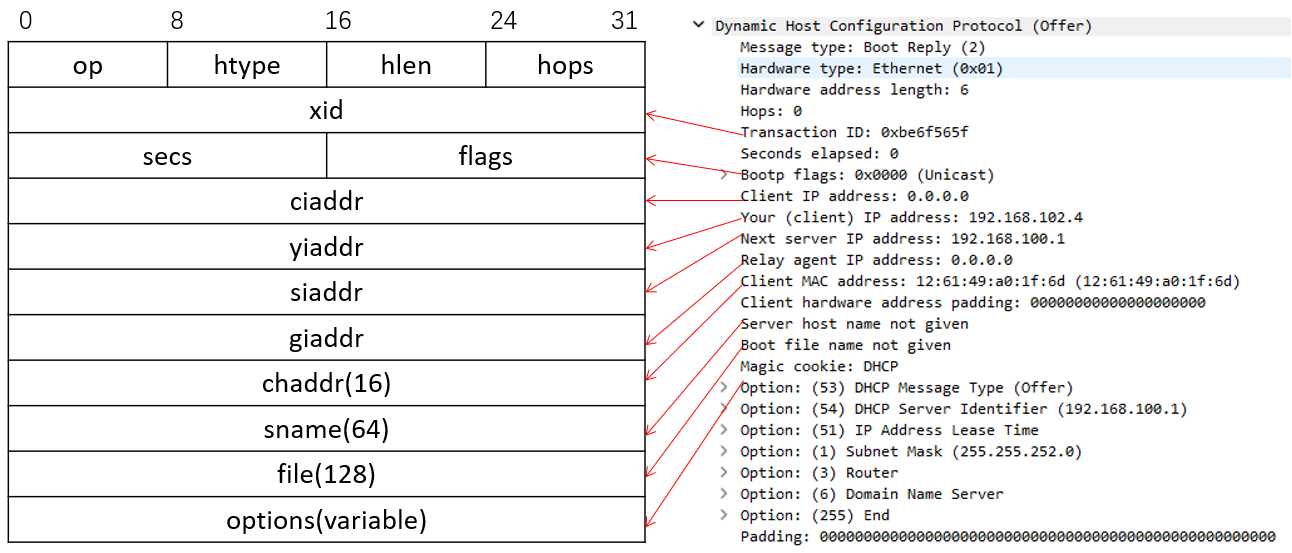 0 8 16 24 31
op htype hlen hops
xid
secs flags
ciaddr
yiaddr
siaddr
giaddr
chaddr(16)
sname(64)
file(128)
options(variable)
Dynamic Host Configuration Protocol (Offer)
Message type: Boot Reply (2)
Hardware type: Ethernet (0x01)
Hardware address length: 6
Hops: 0
Transaction ID: 0xbe6f565f
Seconds elapsed: 0
Bootp flags: 0x0000 (Unicast)
Client IP address: 0.0.0.0
Your (client) IP address: 192.168.102.4
Next server IP address: 192.168.100.1
Relay agent IP address: 0.0.0.0
Client MAC address: 12:61:49:a0:1f:6d (12:61:49:a0:1f:6d)
Client hardware address padding: 00000000000000000000
Server host name not given
Boot file name not given
Magic cookie: DHCP
Option: (53) DHCP Message Type (Offer)
Option: (54) DHCP Server Identifier (192.168.100.1)
Option: (51) IP Address Lease Time
Option: (1) Subnet Mask (255.255.252.0)
Option: (3) Router
Option: (6) Domain Name Server
Option: (255) End
Padding: 0000000000000000000000000000000000000000000000000000